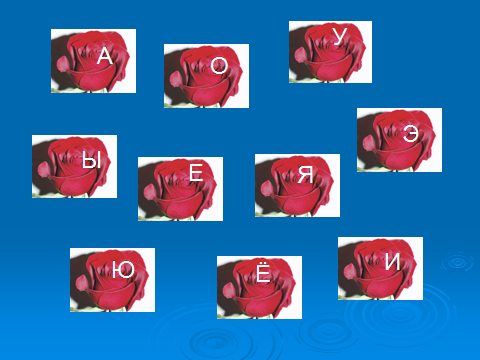 А О У
Ы Е Я Э
Ю Ё И